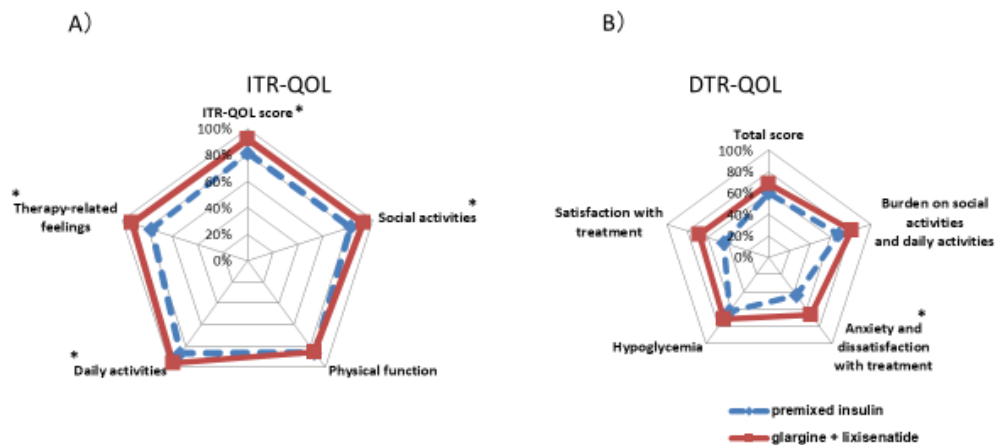 A)
B)
ITR-QOL
DTR-QOL
ITR-QOL score*
100%
80%
60%
40%
20%
0%
* Therapy-related
feelings
Social activities *
* Daily activities
Physical function
Total score
100%
80%
60%
40%
20%
0%
Satisfaction with
treatment
Burden on social
activities
and daily activities
Hypoglycemia
Anxiety and *
dissatisfaction
with treatment
premixed insulin
glargine + lixisenatide